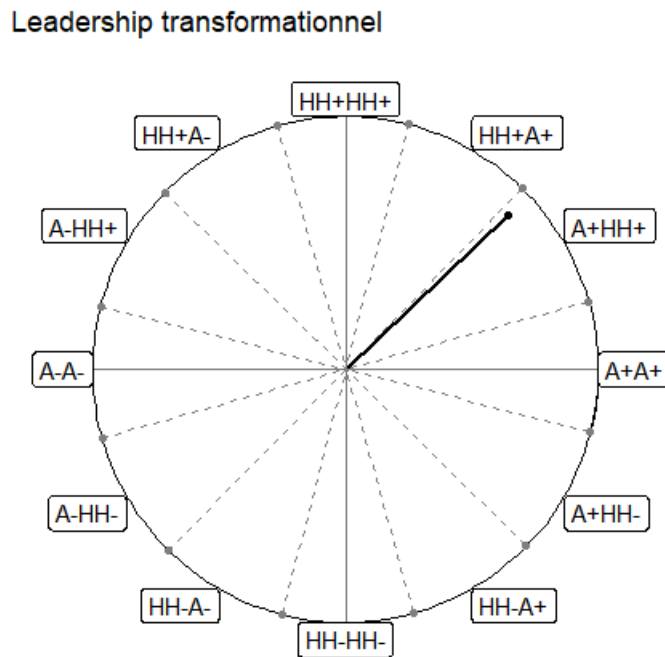 Leadership transformationnel
HH+HH+
HH+A-
HH+A+
A-HH+
A+HH+
A-A-
A+A+
A-HH-
A+HH-
HH-A-
HH-A+
HH-HH-